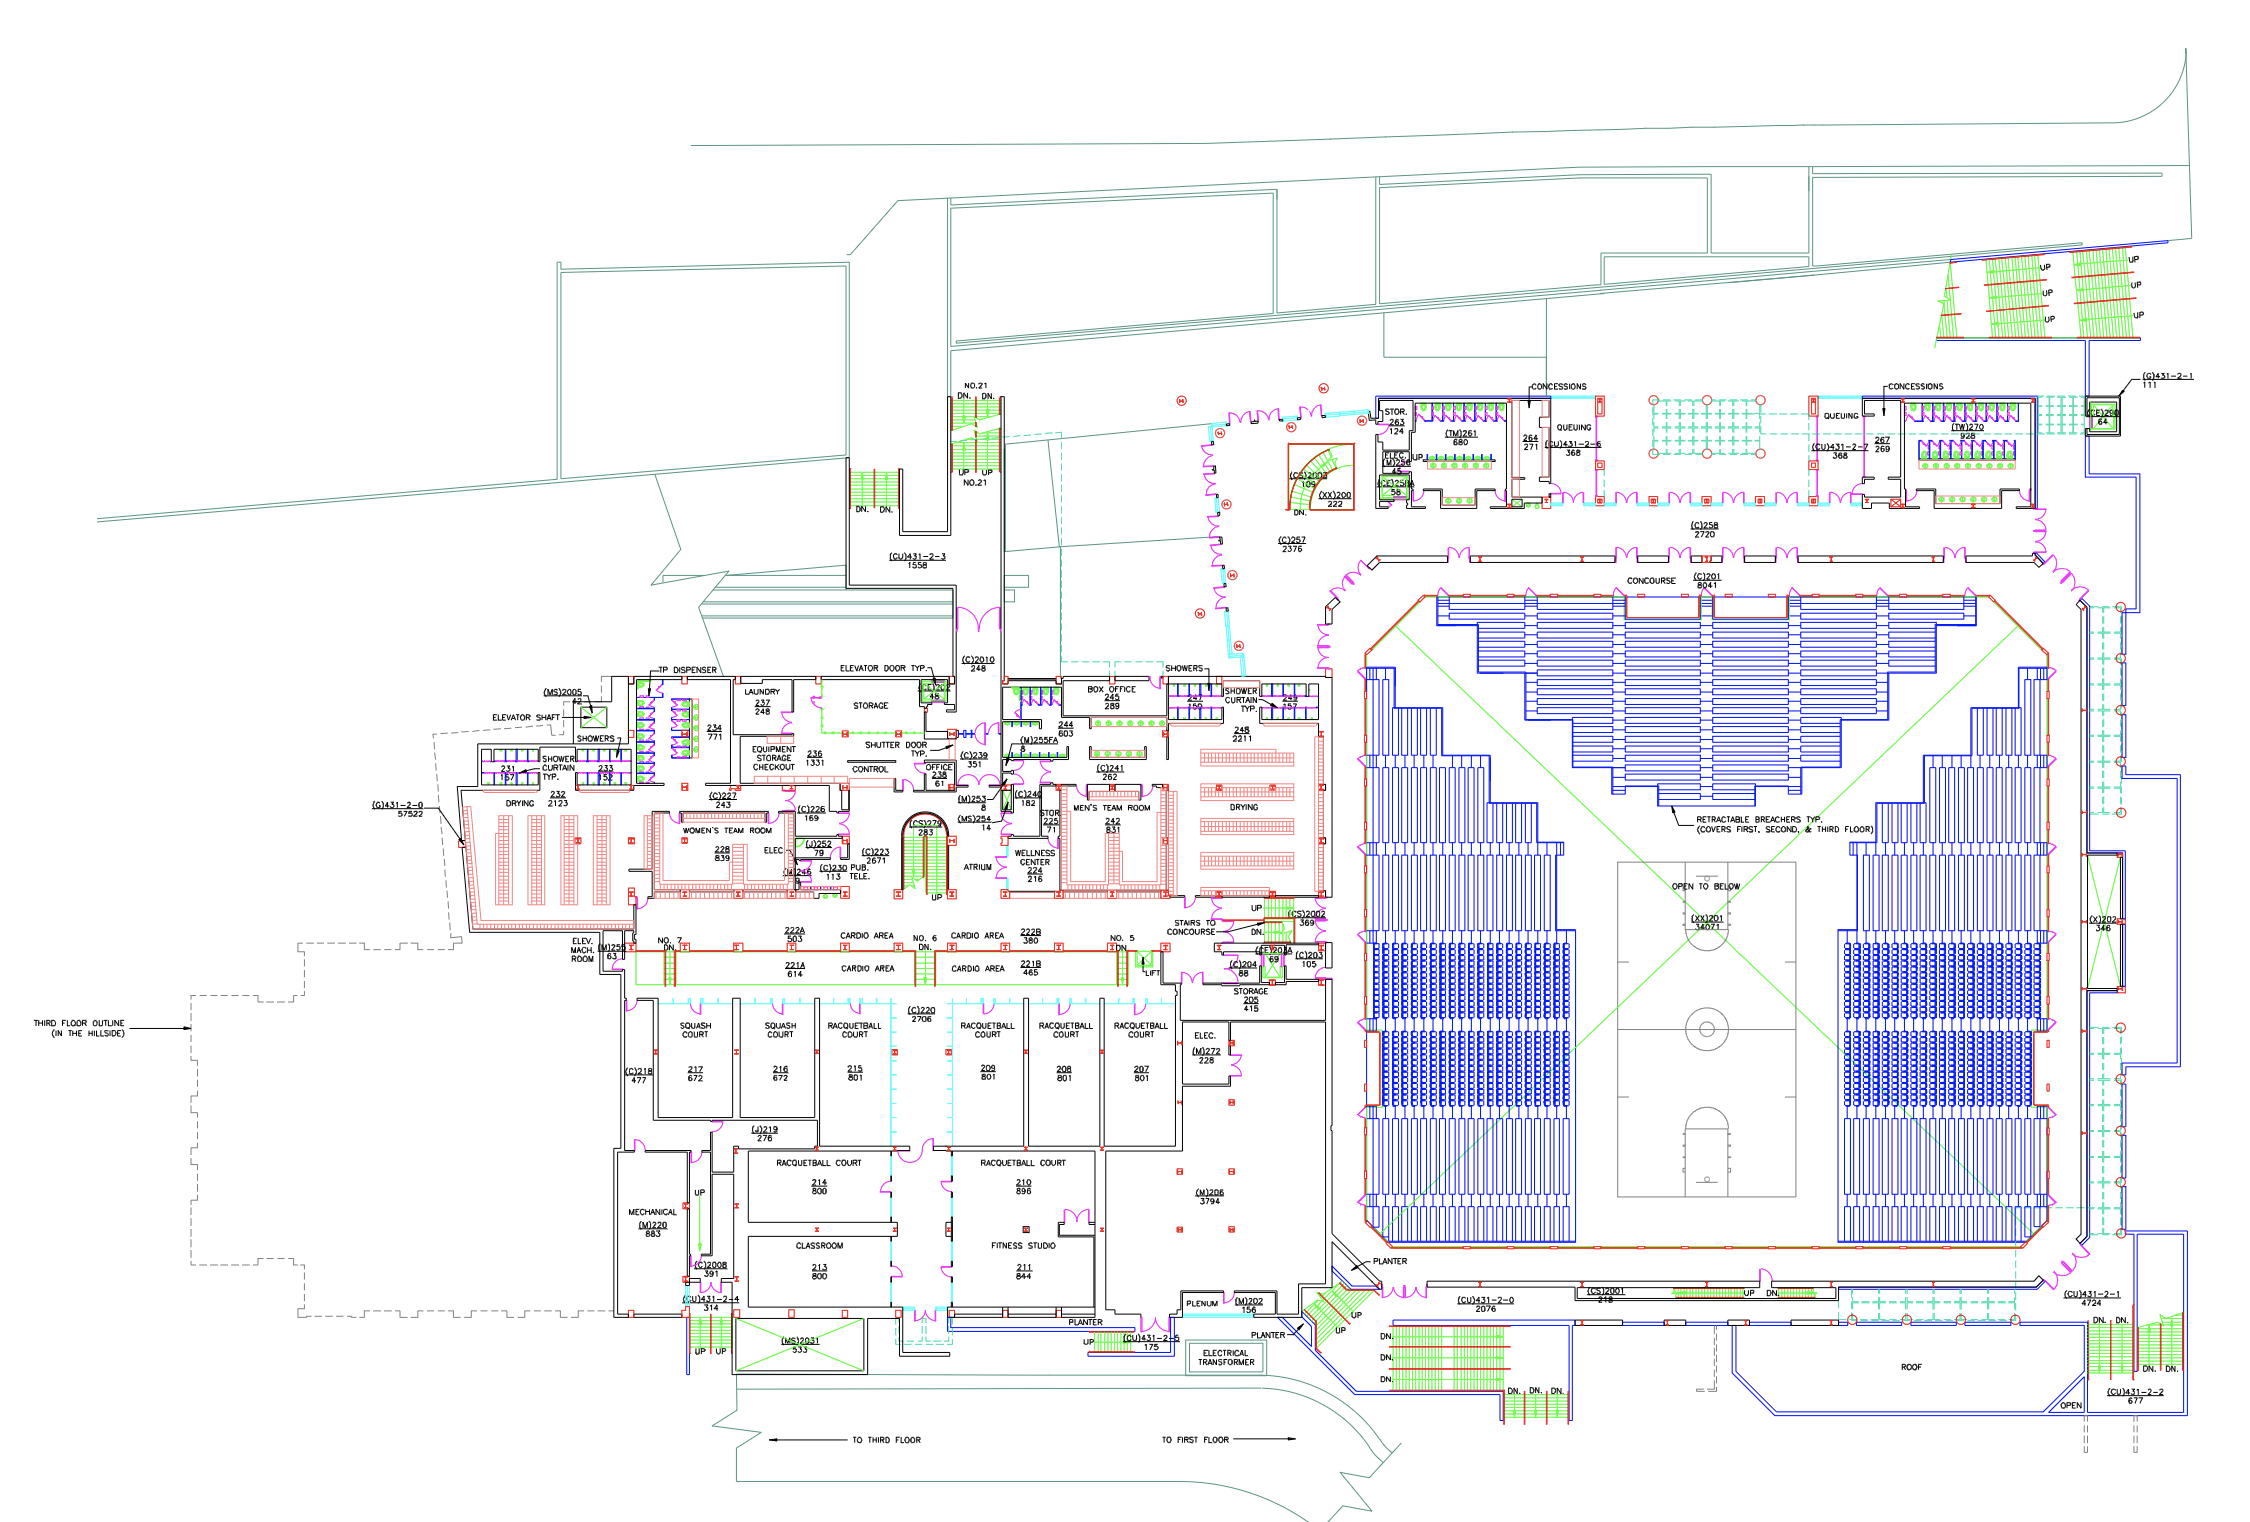 NO.21
DN. DN.
UP UP
NO.21
DN. DN.
(CU)431-2-3
1558
UP
UP
UP
UP
UP
UP
(G)431-2-1
111
(CE)290
64
CONCESSIONS
CONCESSIONS
STOR.
263
124
ELEC.
(M)256
45
UP
(CE)250A
58
(TM)261
680
264
271
QUEUING
(CU)431-2-6
368
QUEUING
(CU)431-2-7
368
267
269
(TW)270
928
(CS)2007
109
(XX)200
222
DN.
(C)257
2376
(C)258
2720
CONCOURSE
(C)201
8041
(C)2010
248
TP DISPENSER
ELEVATOR DOOR TYP.
(CE)202
48
SHOWERS
(MS)2005
42
ELEVATOR SHAFT
SHOWERS
LAUNDRY
237
248
STORAGE
BOX OFFICE
245
289
247
159
SHOWER
CURTAIN
TYP.
249
157
234
771
244
603
248
2211
SHUTTER DOOR
TYP.
EQUIPMENT
STORAGE
CHECKOUT
236
1331
CONTROL
OFFICE
238
61
(C)239
351
(M)255FA
8
(C)241
262
231
167
SHOWER
CURTAIN
TYP.
233
152
DRYING
232
2123
(G)431-2-0
57522
(C)227
243
(C)226
169
(M)253
8
(MS)254
14
(C)240
182
STOR.
225
71
MEN'S TEAM ROOM
242
831
DRYING
WOMEN'S TEAM ROOM
228
839
ELEC.
(J)252
79
(M)246
9
(C)230
113
PUB.
TELE.
(C)223
2671
(CS)279
283
UP
ATRIUM
WELLNESS
CENTER
224
216
RETRACTABLE BREACHERS TYP.
(COVERS FIRST, SECOND, & THIRD FLOOR)
OPEN TO BELOW
(XX)201
34071
(X)202
346
UP
(CS)2002
369
STAIRS TO
CONCOURSE
DN.
(CE)203A
69
(C)204
88
(C)203
105
ELEV.
MACH.
ROOM
(M)255
63
NO. 7
DN.
222A
503
CARDIO AREA
NO. 6
DN.
CARDIO AREA
222B
380
NO. 5
DN.
221A
614
CARDIO AREA
CARDIO AREA
221B
465
LIFT
STORAGE
205
415
THIRD FLOOR OUTLINE
(IN THE HILLSIDE)
(C)220
2706
SQUASH
COURT
217
672
SQUASH
COURT
216
672
RACQUETBALL
COURT
215
801
RACQUETBALL
COURT
209
801
RACQUETBALL
COURT
208
801
RACQUETBALL
COURT
207
801
ELEC.
(M)272
228
(C)218
477
(J)219
276
RACQUETBALL COURT
214
800
RACQUETBALL COURT
210
896
(M)206
3794
UP
MECHANICAL
(M)220
883
CLASSROOM
213
800
FITNESS STUDIO
211
844
(C)2008
391
(CU)431-2-4
314
UP UP
(MS)2031
533
PLANTER
UP
(CU)431-2-5
175
PLENUM
(M)202
156
PLANTER
PLANTER
UP
UP
ELECTRICAL
TRANSFORMER
(CU)431-2-0
2076
(CS)2001
218
UP DN.
(CU)431-2-1
4724
DN.
DN.
DN.
DN. DN. DN.
ROOF
OPEN
DN. DN.
DN. DN.
(CU)431-2-2
677
TO THIRD FLOOR
TO FIRST FLOOR